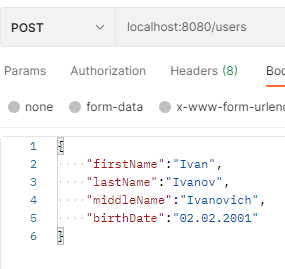 POST localhost:8080/users
Params Authorization Headers (8)
none form-data x-www-form-urlenc
1 {
2 "firstName":"Ivan",
3 "lastName":"Ivanov",
4 "middleName":"Ivanovich",
5 "birthDate":"02.02.2001"
6 }